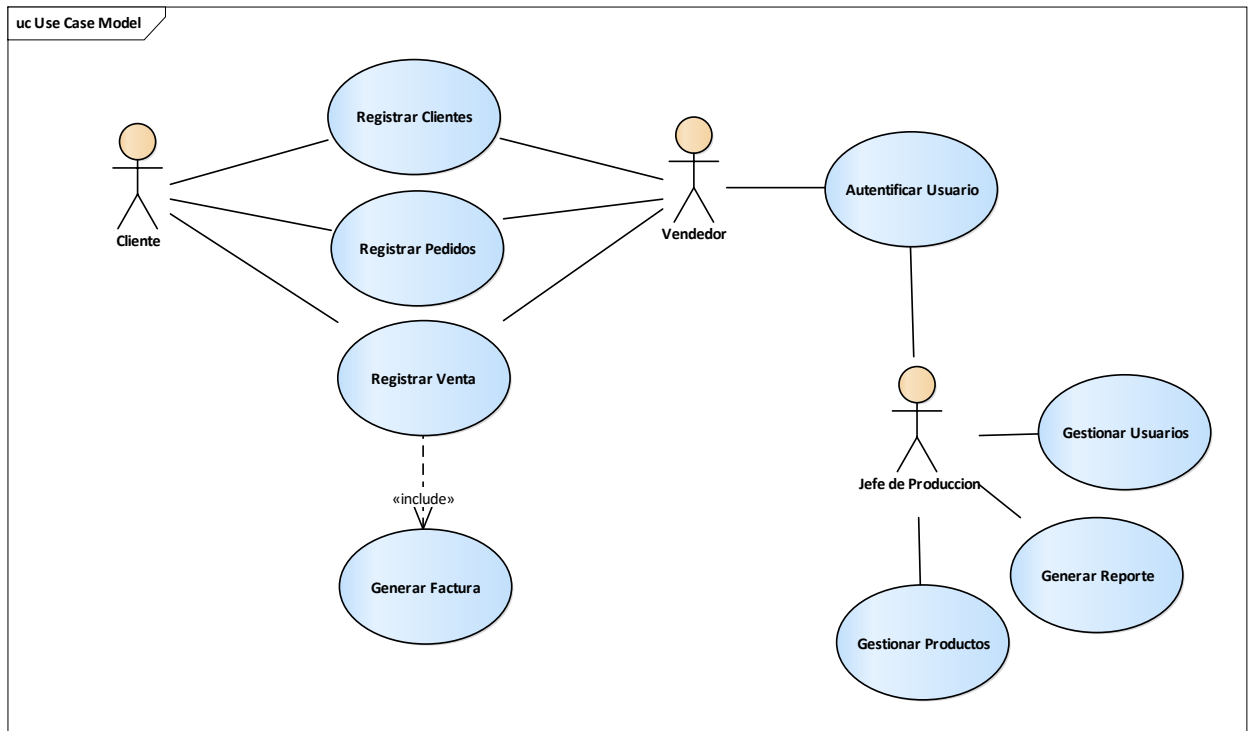 uc Use Case Model
Registrar Clientes
Autentificar Usuario
Cliente
Vendedor
Registrar Pedidos
Registrar Venta
Gestionar Usuarios
Jefe de Produccion
«include»
Generar Factura
Generar Reporte
Gestionar Productos